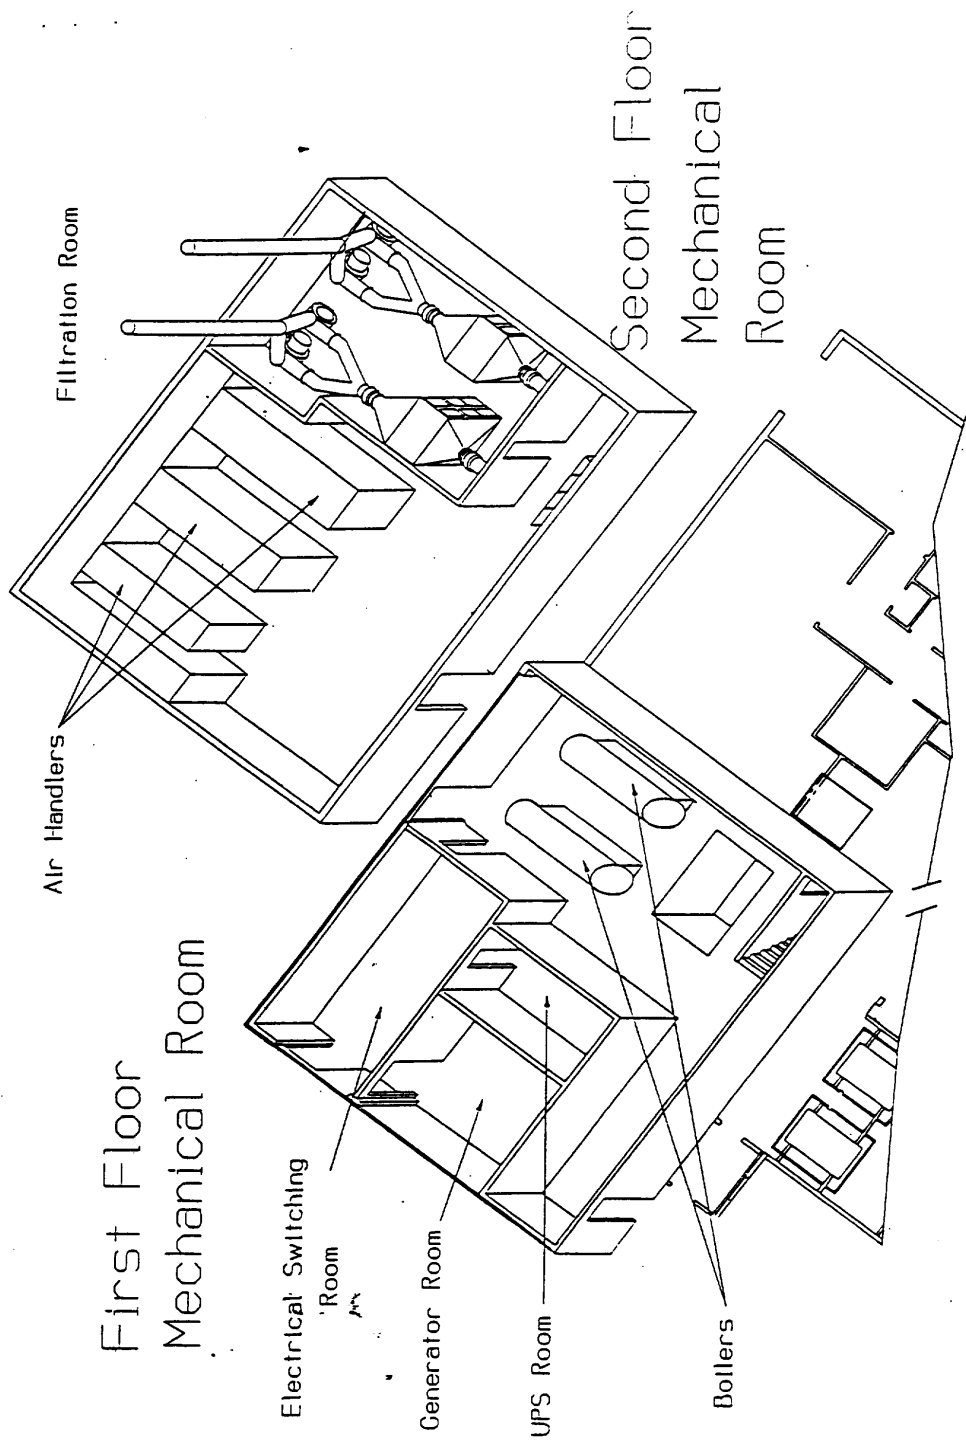 First Floor
Mechanical Room
Electrical Switching
Room
Generator Room
UPS Room
Boilers
Air Handlers
Filtration Room
Second Floor
Mechanical
Room